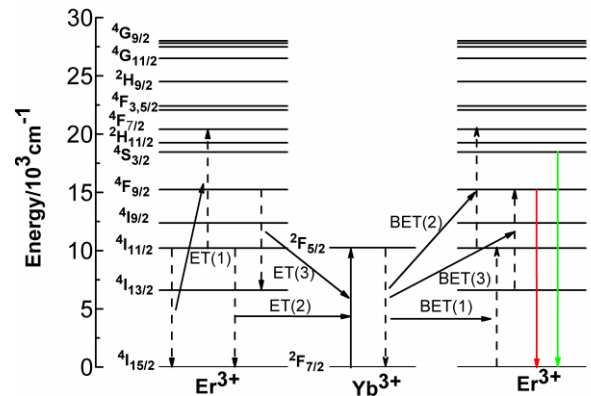 Energy/10³cm⁻¹
30
25
20
15
10
5
0
⁴G₉/₂
⁴G₁₁/₂
²H₉/₂
⁴F₃,₅/₂
⁴F₇/₂
²H₁₁/₂
⁴S₃/₂
⁴F₉/₂
⁴I₉/₂
⁴I₁₁/₂
⁴I₁₃/₂
⁴I₁₅/₂
ET(1)
ET(3)
ET(2)
²F₅/₂
²F₇/₂
BET(2)
BET(3)
BET(1)
Er³⁺ Yb³⁺ Er³⁺